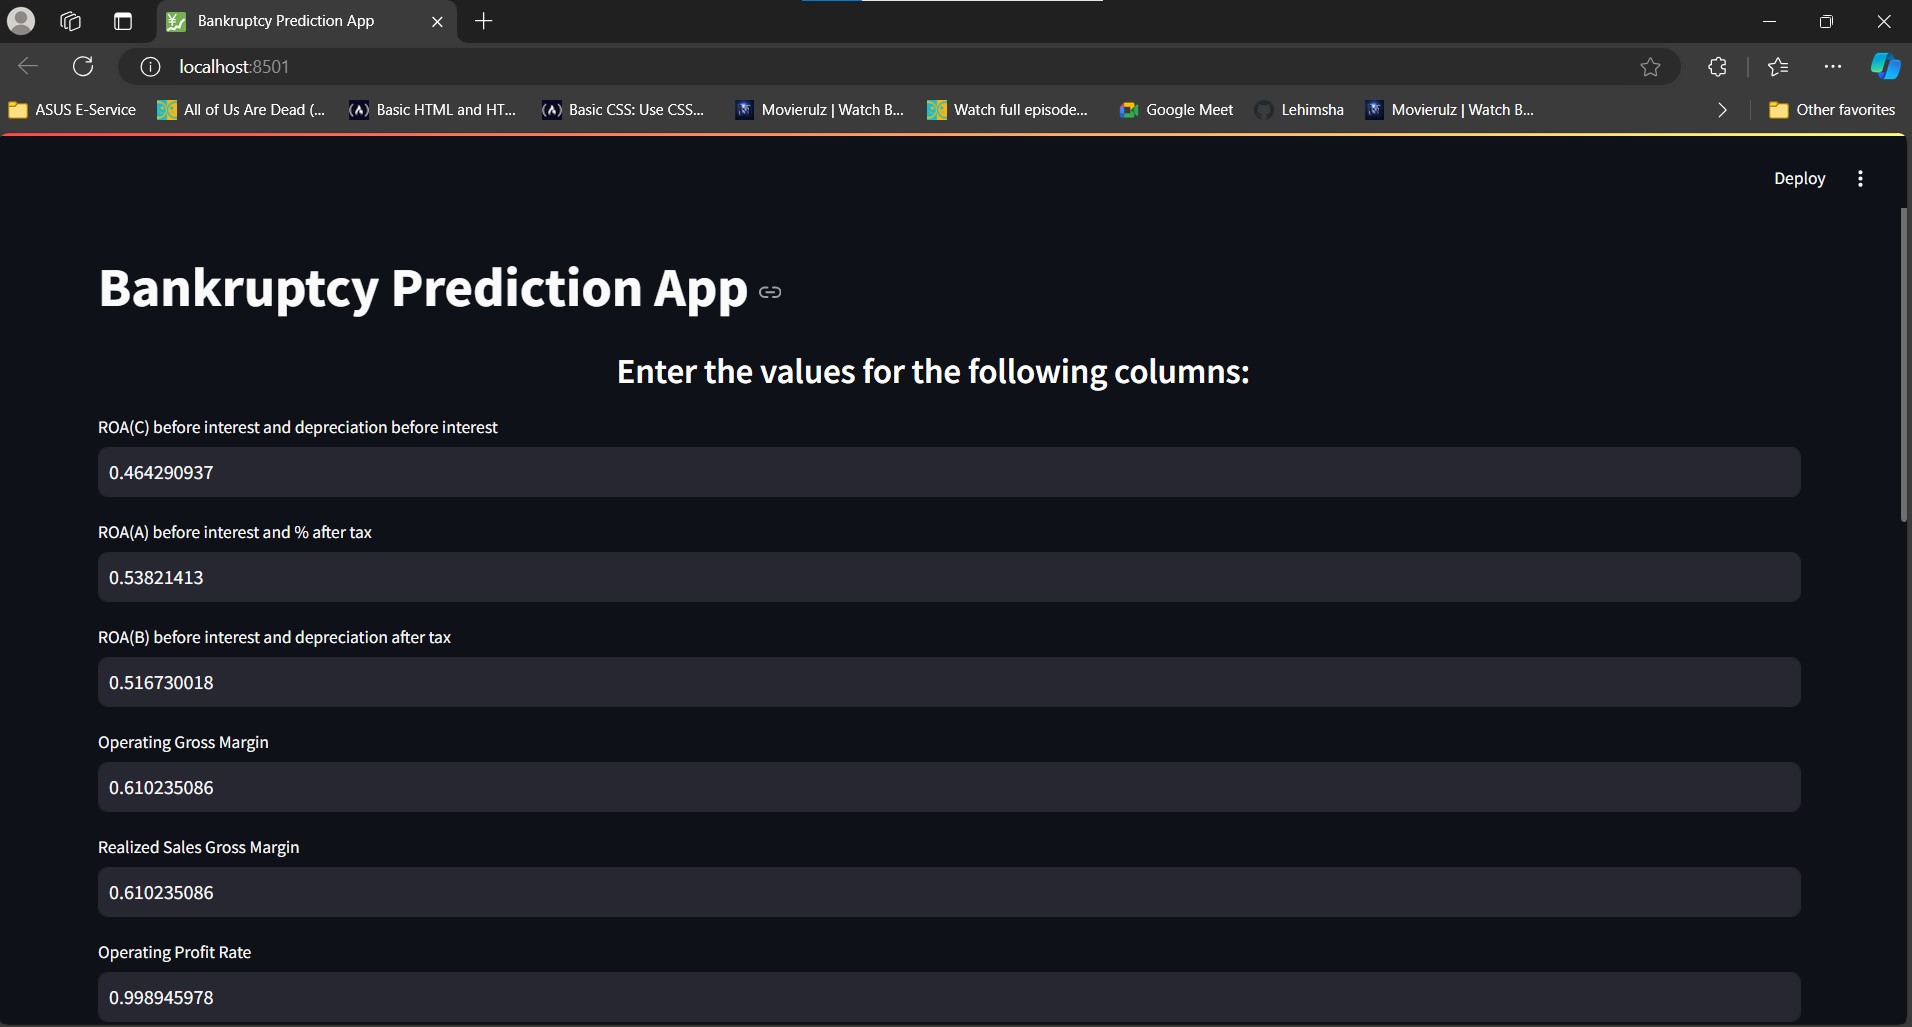 Bankruptcy Prediction App
localhost:8501
ASUS E-Service All of Us Are Dead (... Basic HTML and HT... Basic CSS: Use CSS... Movierulz | Watch B... Watch full episode... Google Meet Lehimsha Movierulz | Watch B... Other favorites
Deploy
Bankruptcy Prediction App
Enter the values for the following columns:
ROA(C) before interest and depreciation before interest
0.464290937
ROA(A) before interest and % after tax
0.53821413
ROA(B) before interest and depreciation after tax
0.516730018
Operating Gross Margin
0.610235086
Realized Sales Gross Margin
0.610235086
Operating Profit Rate
0.998945978